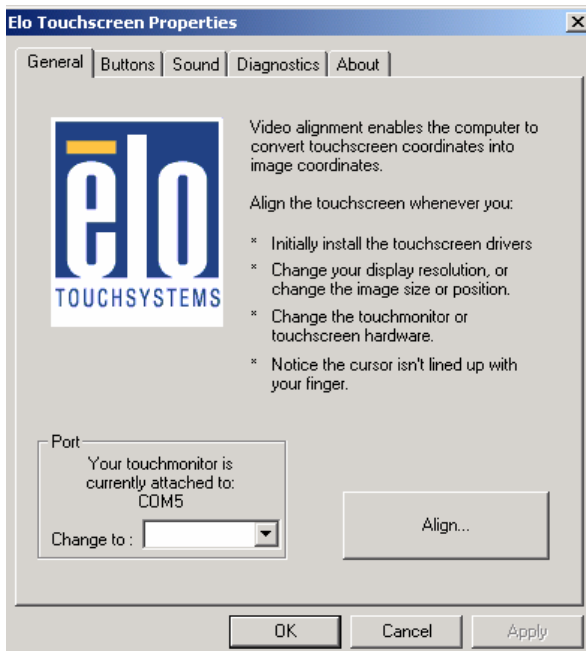 Elo Touchscreen Properties
General Buttons Sound Diagnostics About
elo
TOUCHSYSTEMS
Video alignment enables the computer to
convert touchscreen coordinates into
image coordinates.
Align the touchscreen whenever you:
* Initially install the touchscreen drivers
* Change your display resolution, or
change the image size or position.
* Change the touchmonitor or
touchscreen hardware.
* Notice the cursor isn't lined up with
your finger.
Port
Your touchmonitor is
currently attached to:
COM5
Change to :
Align...
OK Cancel Apply